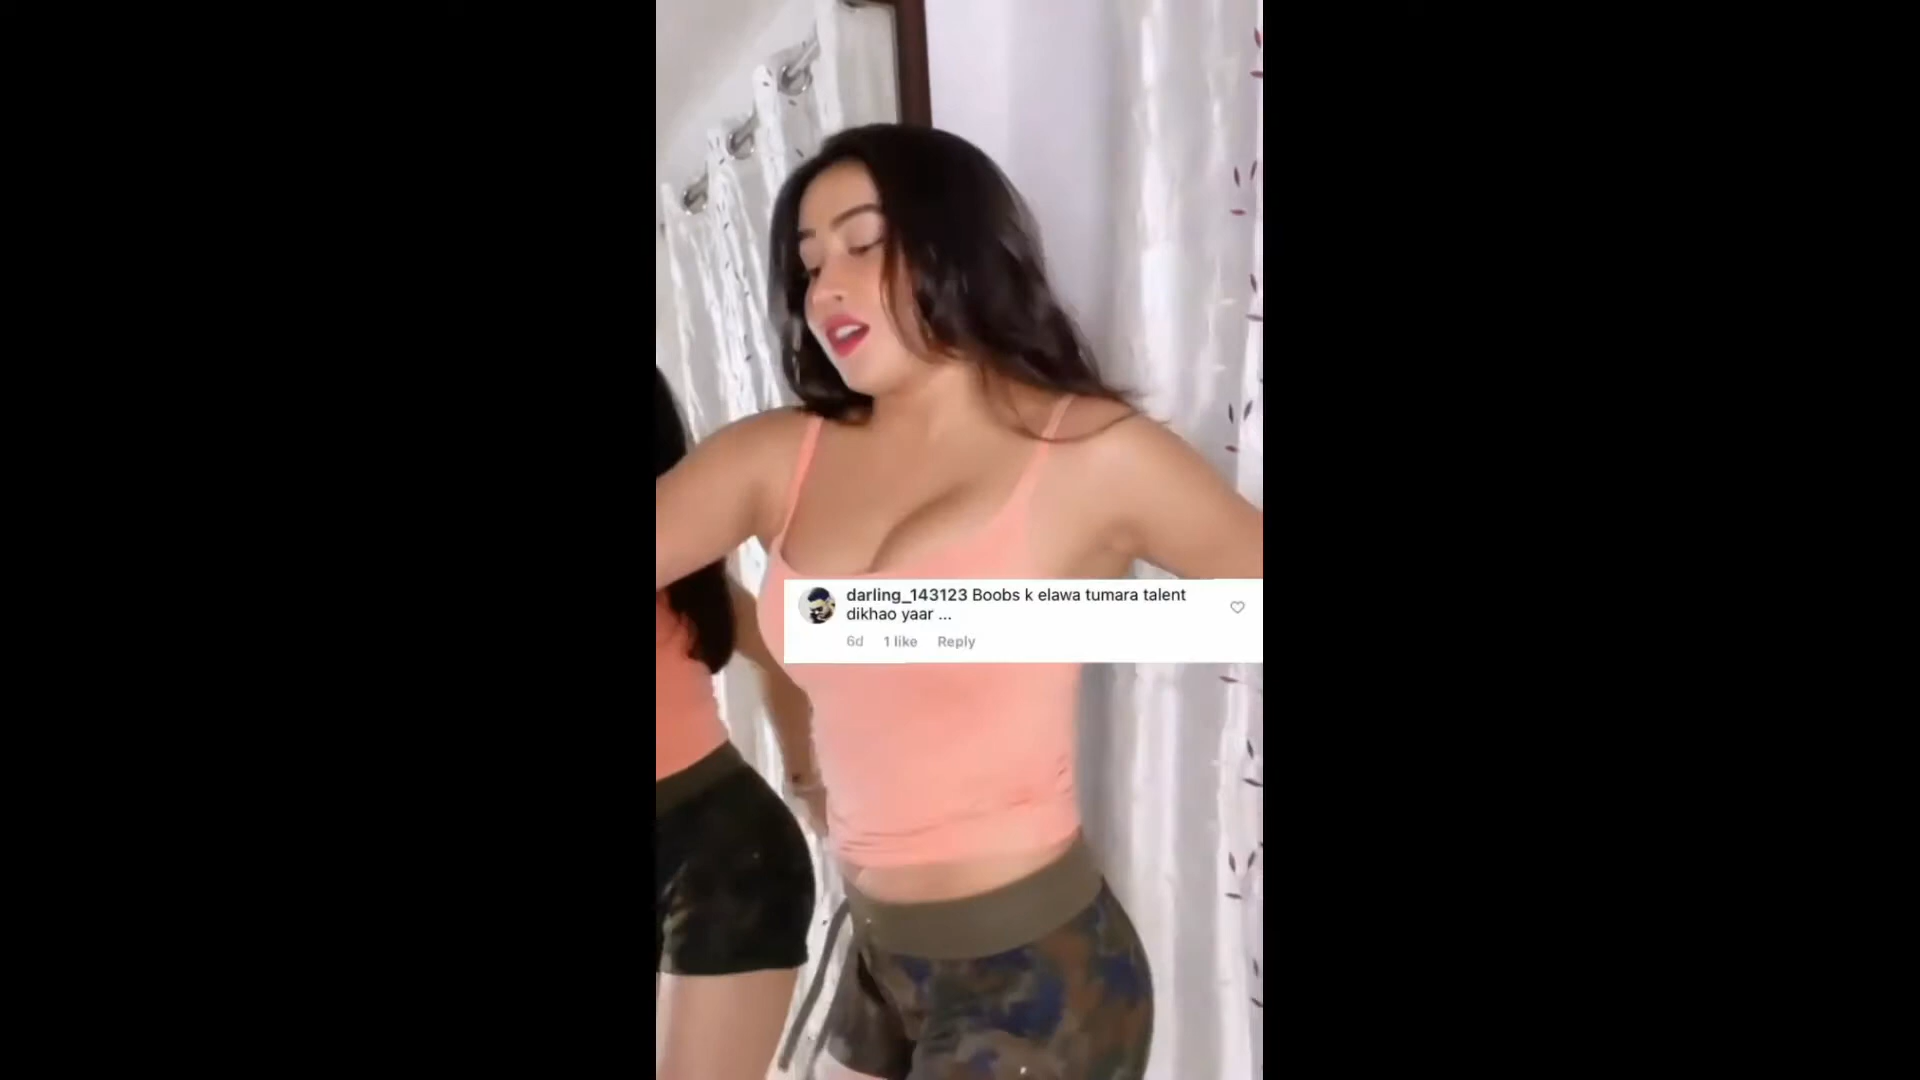 darling_143123 Boobs k elawa tumara talent
dikhao yaar ...
6d 1 like Reply